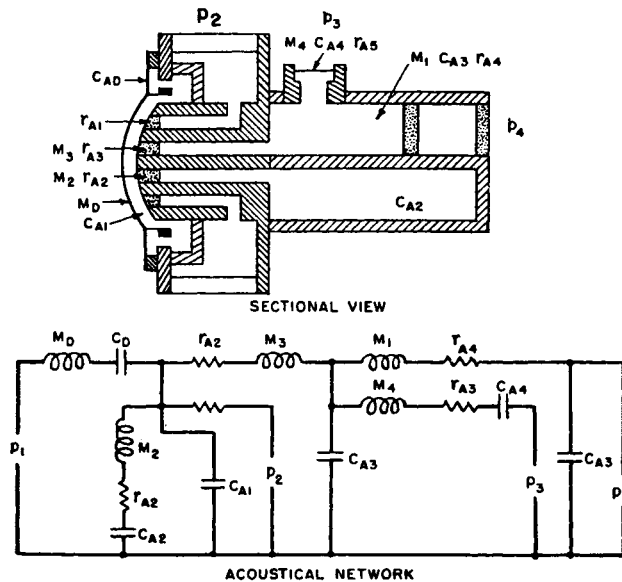 p2
p3
M4 CA4 rA5
M1 CA3 rA4
CAD
rA1
M3 rA3
M2 rA2
MD
CA1
p4
CA2
SECTIONAL VIEW
MD CD rA2 M3 M1 rA4
M4 rA3 CA4
p1
M2
rA2
CA2
CA1
p2
CA3
p3
CA3
p
ACOUSTICAL NETWORK